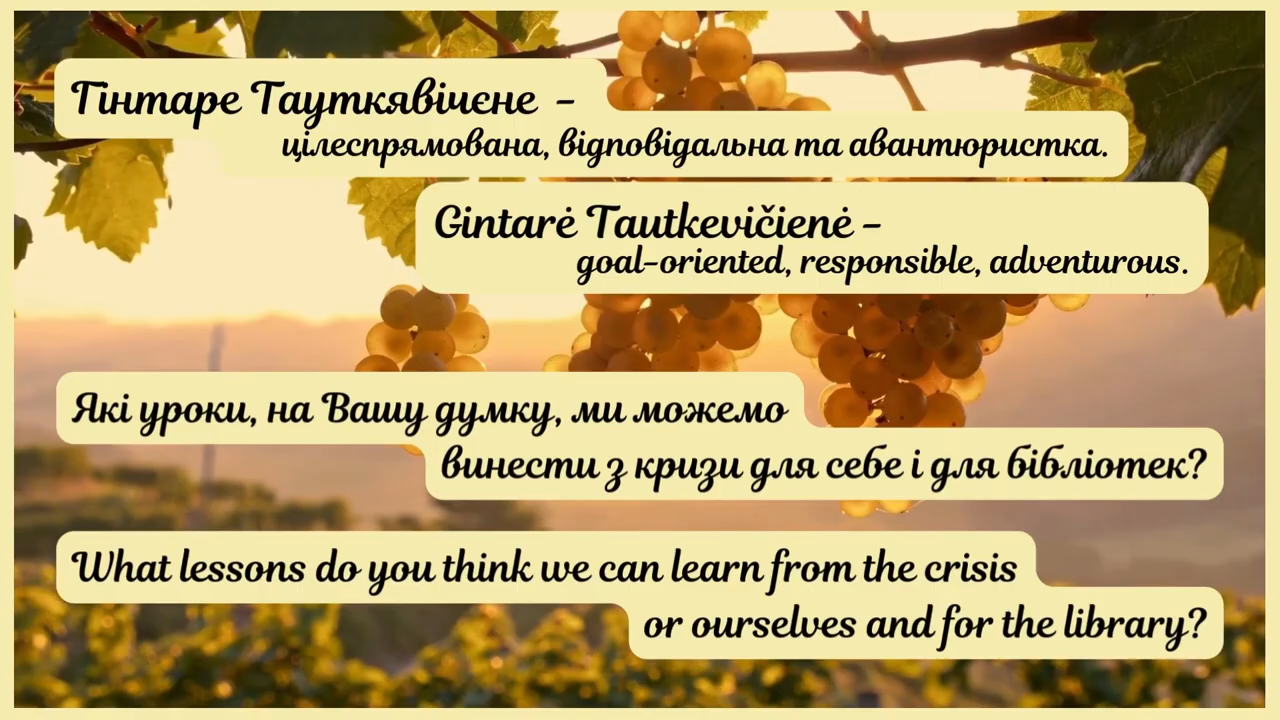 Гінтаре Тауткявічєне –
цілеспрямована, відповідальна та авантюристка.
Gintarė Tautkevičienė –
goal-oriented, responsible, adventurous.
Які уроки, на Вашу думку, ми можемо
винести з кризи для себе і для бібліотек?
What lessons do you think we can learn from the crisis
or ourselves and for the library?